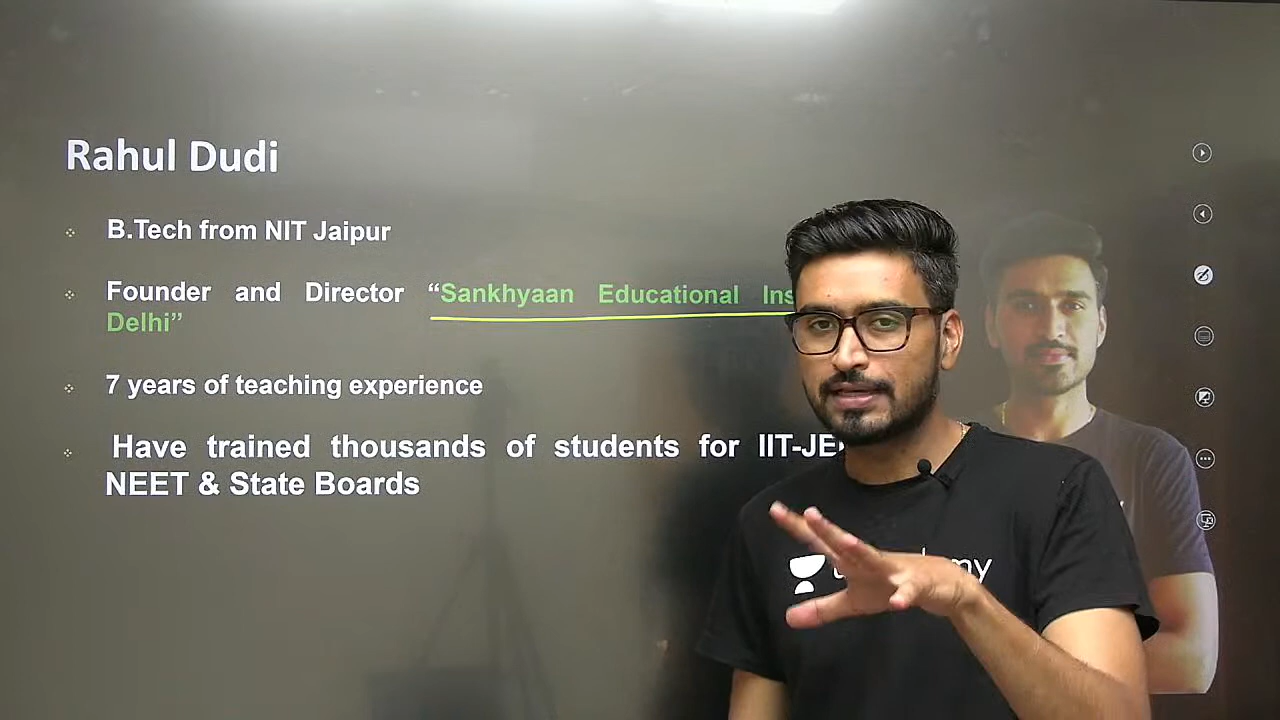 Rahul Dudi
B.Tech from NIT Jaipur
Founder and Director “Sankhyaan Educational
Delhi”
7 years of teaching experience
Have trained thousands of students for
NEET & State Boards